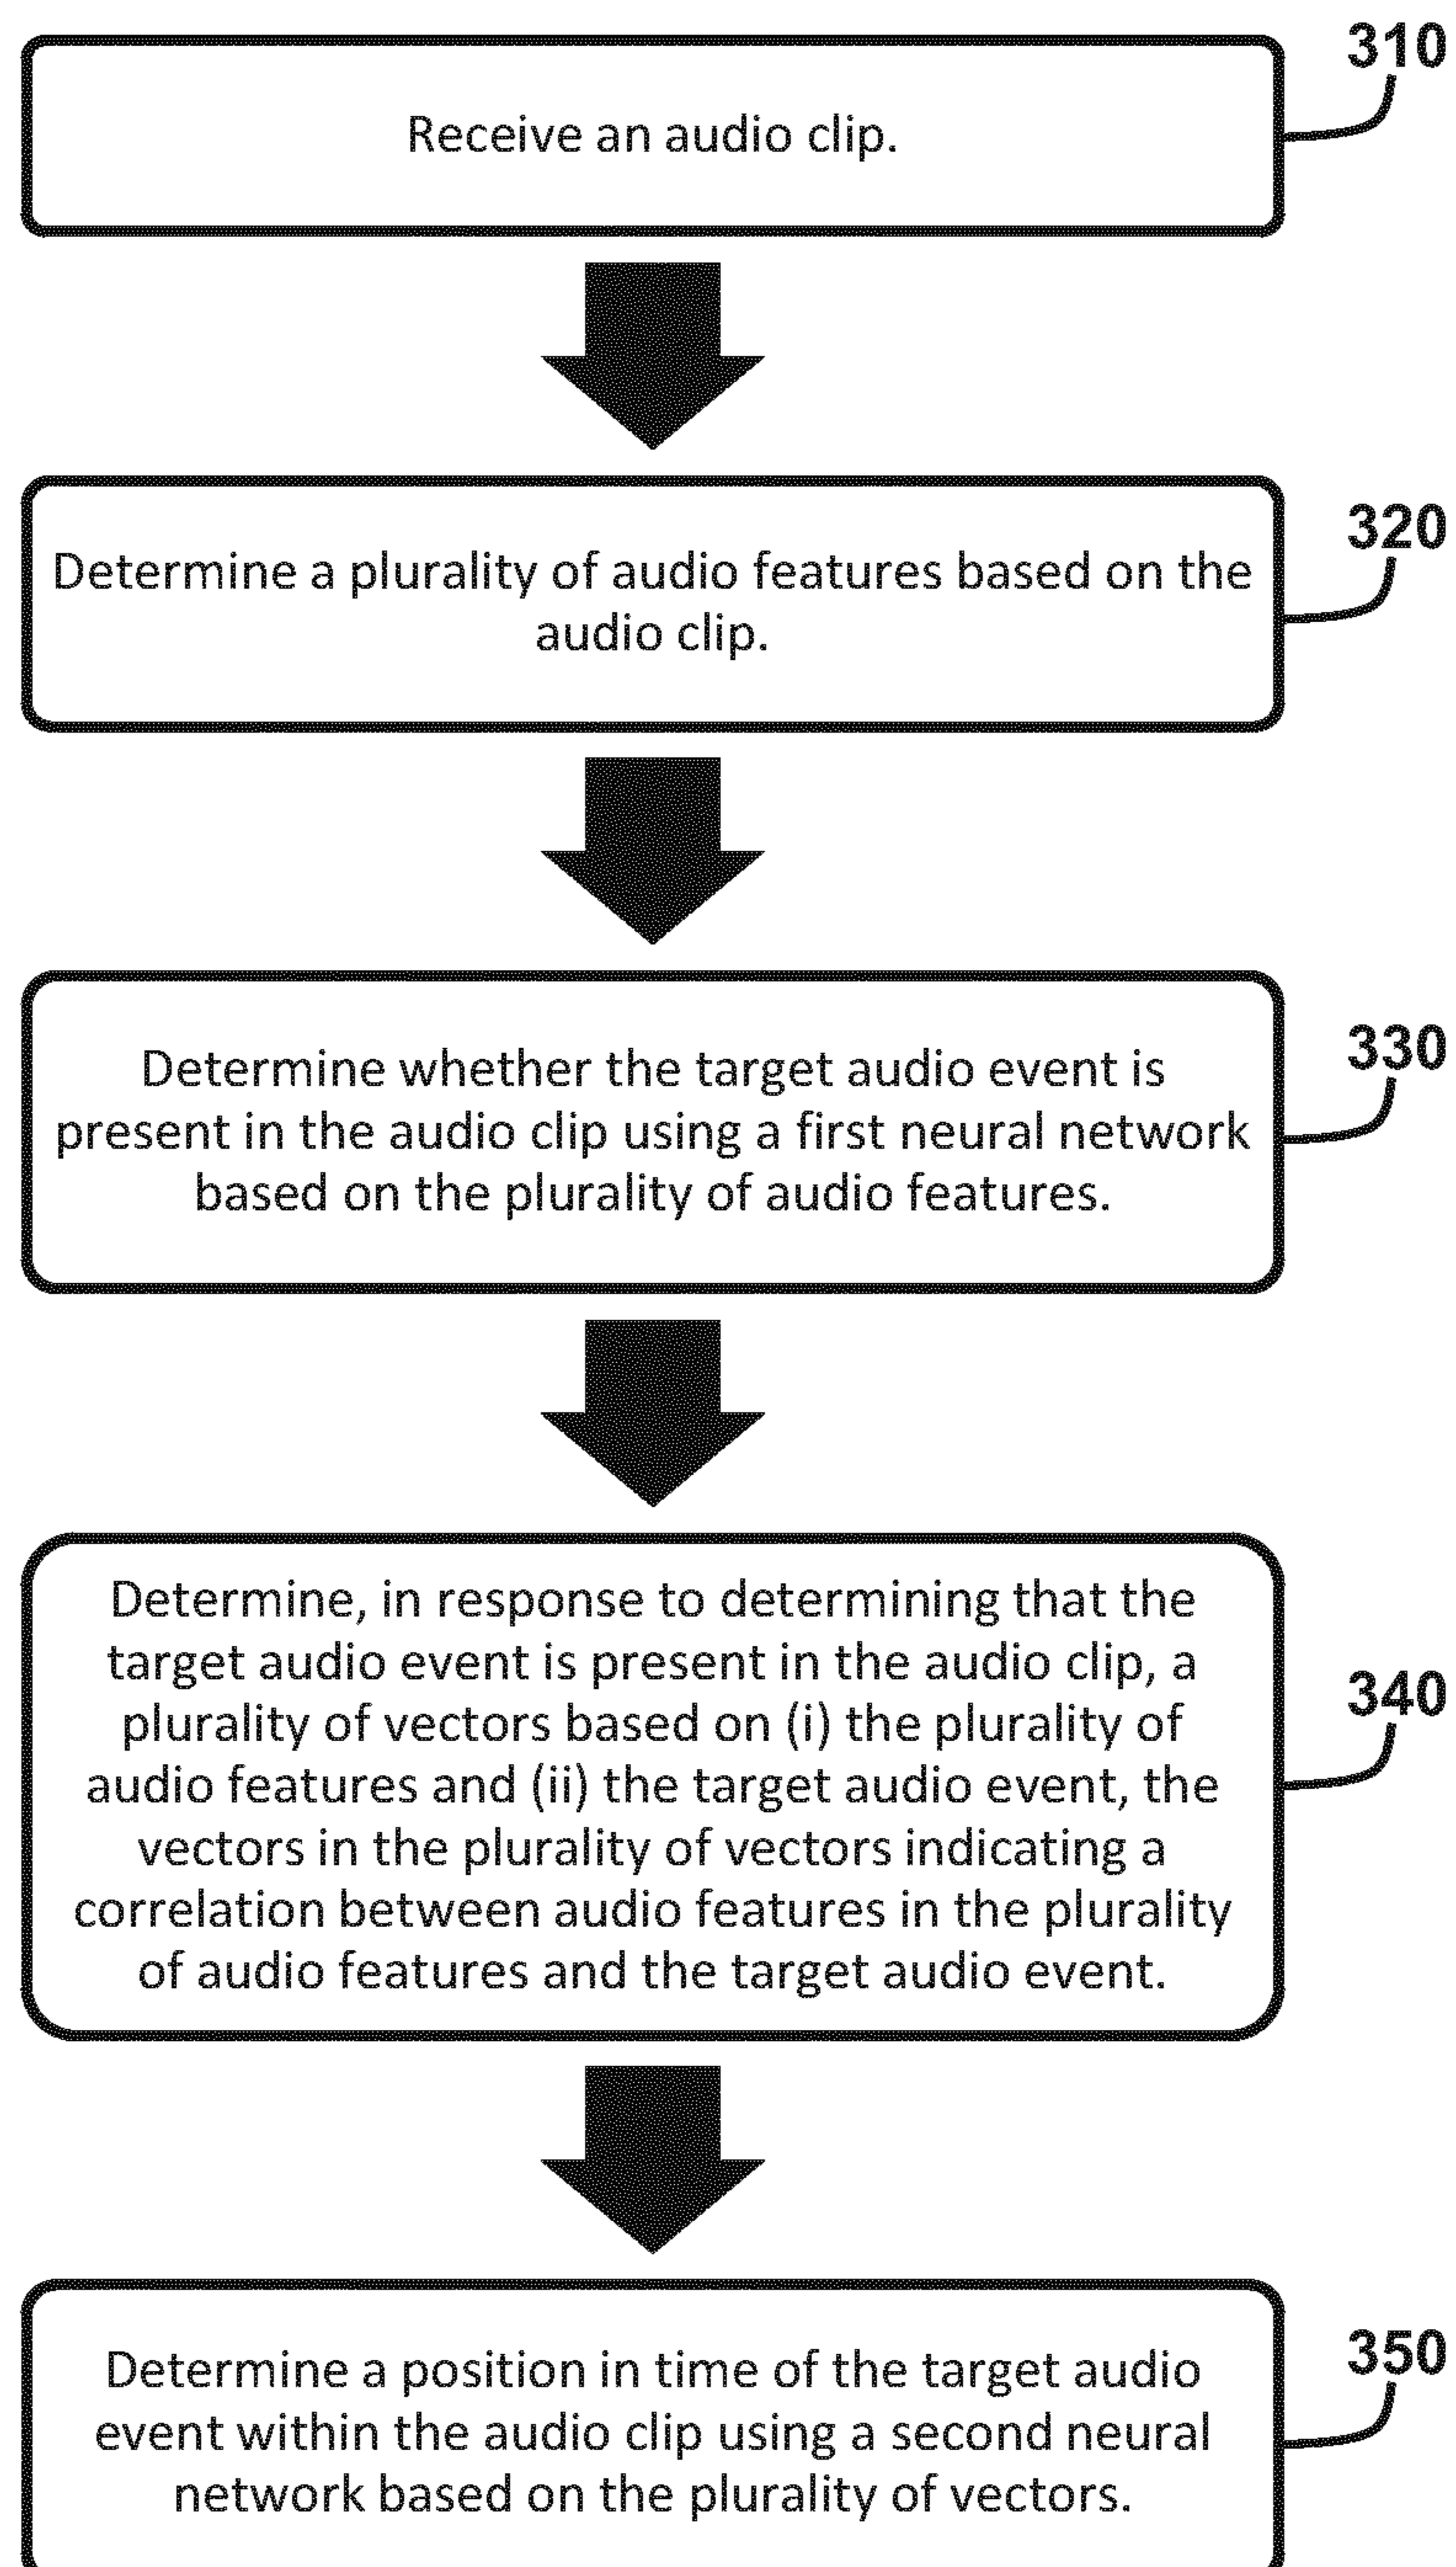 310
Receive an audio clip.
320
Determine a plurality of audio features based on the
audio clip.
330
Determine whether the target audio event is
present in the audio clip using a first neural network
based on the plurality of audio features.
340
Determine, in response to determining that the
target audio event is present in the audio clip, a
plurality of vectors based on (i) the plurality of
audio features and (ii) the target audio event, the
vectors in the plurality of vectors indicating a
correlation between audio features in the plurality
of audio features and the target audio event.
350
Determine a position in time of the target audio
event within the audio clip using a second neural
network based on the plurality of vectors.